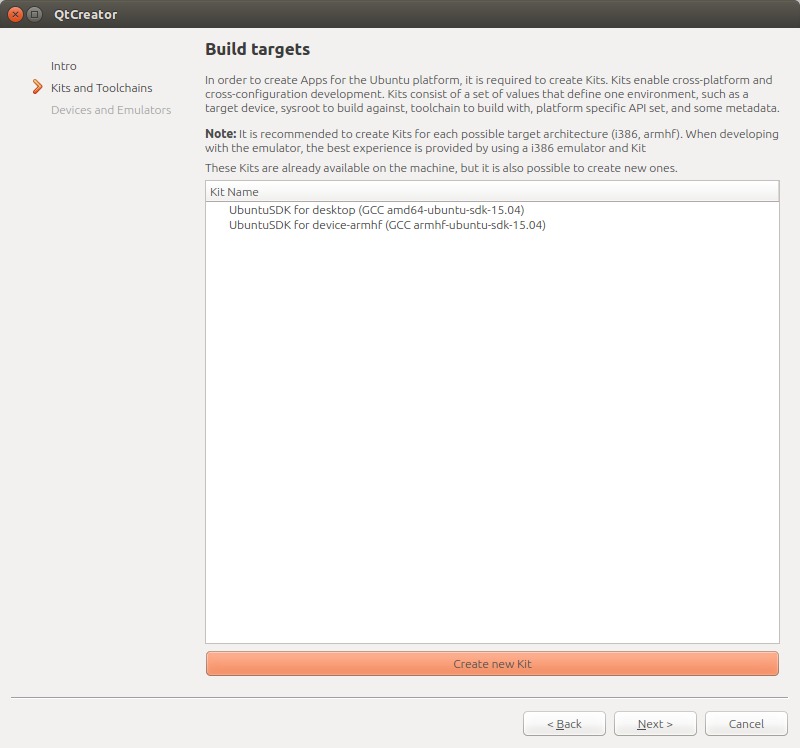 QtCreator
Intro
Kits and Toolchains
Devices and Emulators
Build targets
In order to create Apps for the Ubuntu platform, it is required to create Kits. Kits enable cross-platform and
cross-configuration development. Kits consist of a set of values that define one environment, such as a
target device, sysroot to build against, toolchain to build with, platform specific API set, and some metadata.
Note: It is recommended to create Kits for each possible target architecture (i386, armhf). When developing
with the emulator, the best experience is provided by using a i386 emulator and Kit
These Kits are already available on the machine, but it is also possible to create new ones.
Kit Name
UbuntuSDK for desktop (GCC amd64-ubuntu-sdk-15.04)
UbuntuSDK for device-armhf (GCC armhf-ubuntu-sdk-15.04)
Create new Kit
< Back
Next >
Cancel